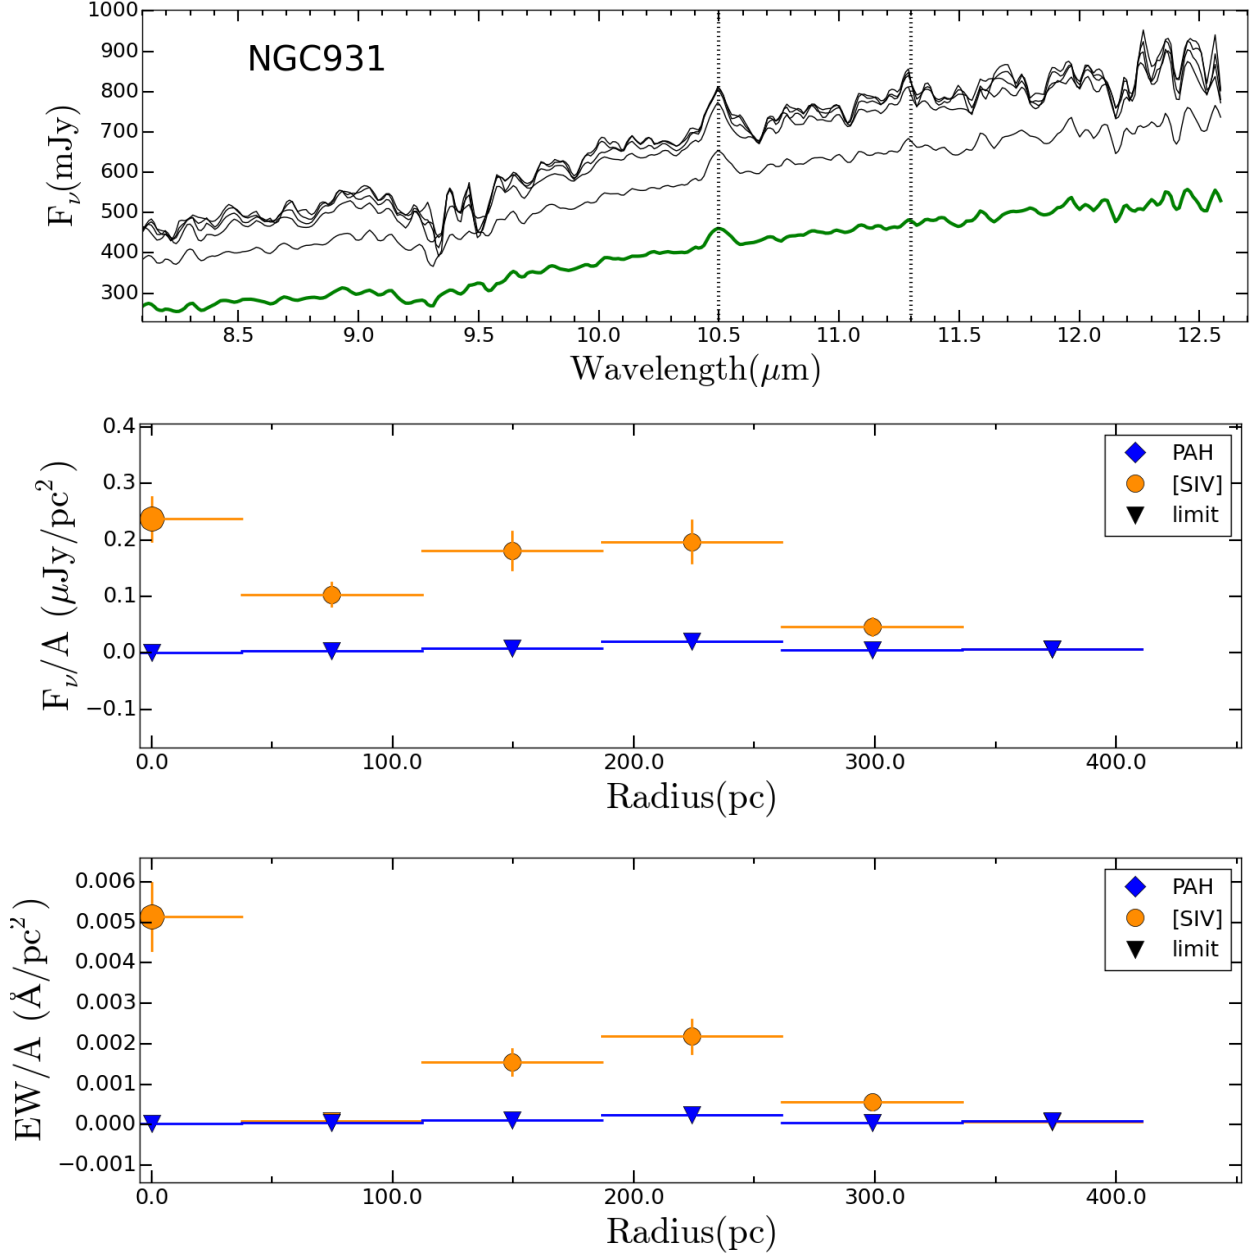 1000
900
800
700
600
500
400
300
F_ν(mJy)
NGC931
8.5 9.0 9.5 10.0 10.5 11.0 11.5 12.0 12.5
Wavelength(μm)
0.4
0.3
0.2
0.1
0.0
−0.1
F_ν/A (μJy/pc²)
PAH
[SIV]
limit
0.0 100.0 200.0 300.0 400.0
Radius(pc)
0.006
0.005
0.004
0.003
0.002
0.001
0.000
−0.001
EW/A (Å/pc²)
PAH
[SIV]
limit
0.0 100.0 200.0 300.0 400.0
Radius(pc)